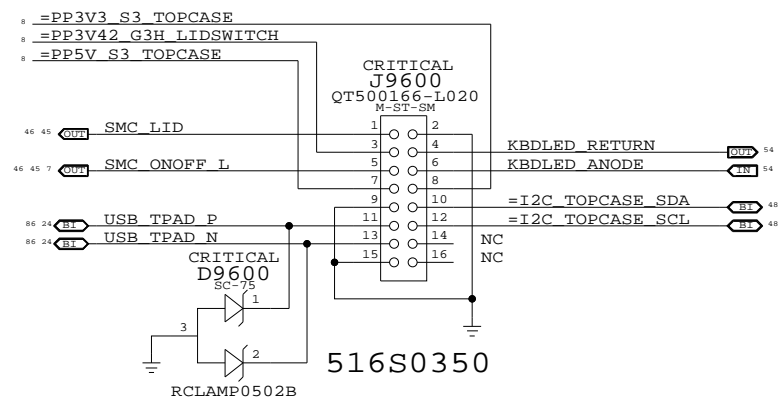 8 =PP3V3_S3_TOPCASE
8 =PP3V42_G3H_LIDSWITCH
8 =PP5V_S3_TOPCASE
CRITICAL
J9600
QT500166-L020
M-ST-SM
46 45 OUT SMC_LID 1 2
3 4 KBDLED_RETURN OUT 54
46 45 7 OUT SMC_ONOFF_L 5 6 KBDLED_ANODE IN 54
7 8
9 10 =I2C_TOPCASE_SDA BI 48
86 24 BI USB_TPAD_P 11 12 =I2C_TOPCASE_SCL BI 48
86 24 BI USB_TPAD_N 13 14 NC
15 16 NC
CRITICAL
D9600
SC-75
1
3
2
RCLAMP0502B
516S0350